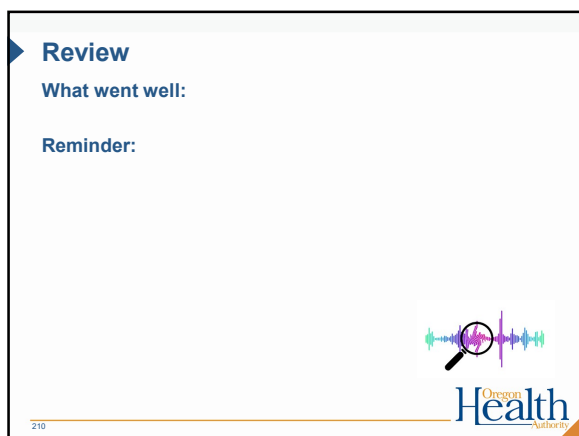 Review
What went well:
Reminder:
Oregon
Health
Authority
210